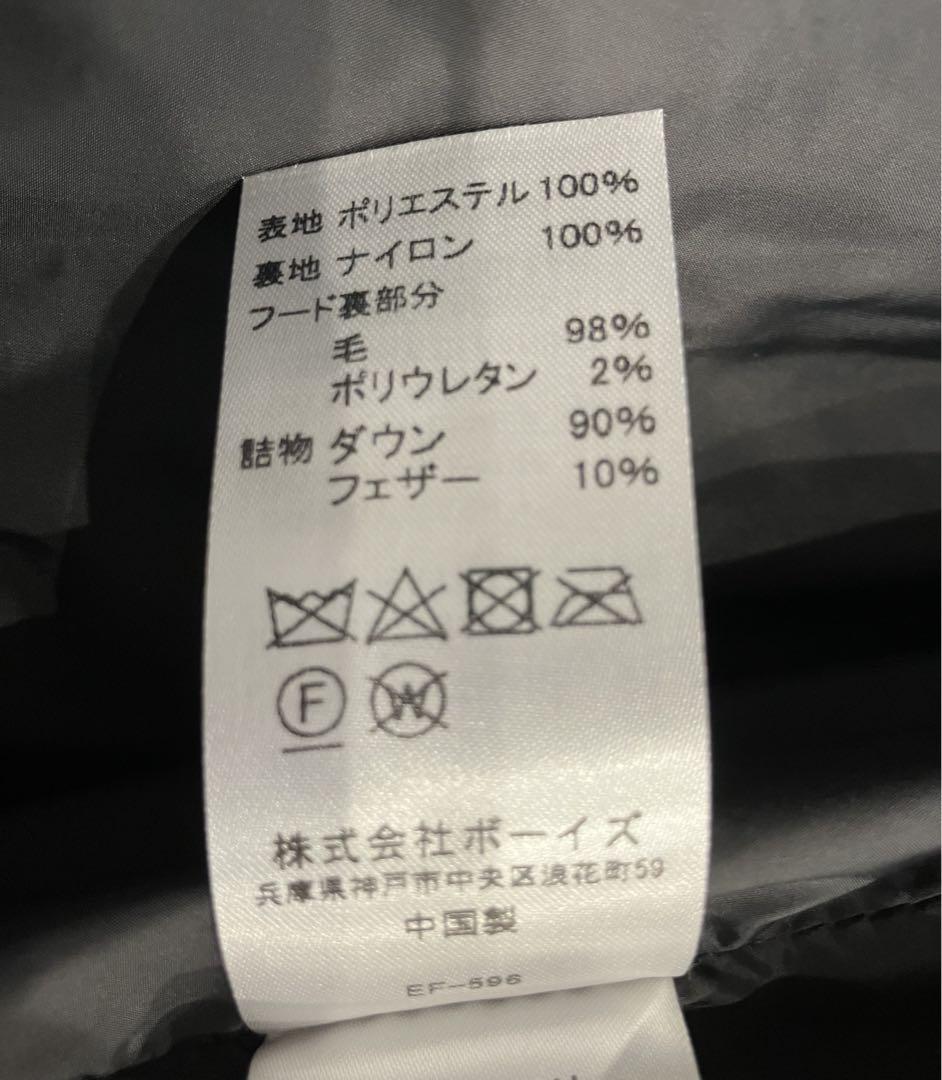 表地 ポリエステル 100%
裏地 ナイロン 100%
フード裏部分
毛 98%
ポリウレタン 2%
詰物 ダウン 90%
フェザー 10%
F W
株式会社ボーイズ
兵庫県神戸市中央区浪花町59
中国製
EF-596